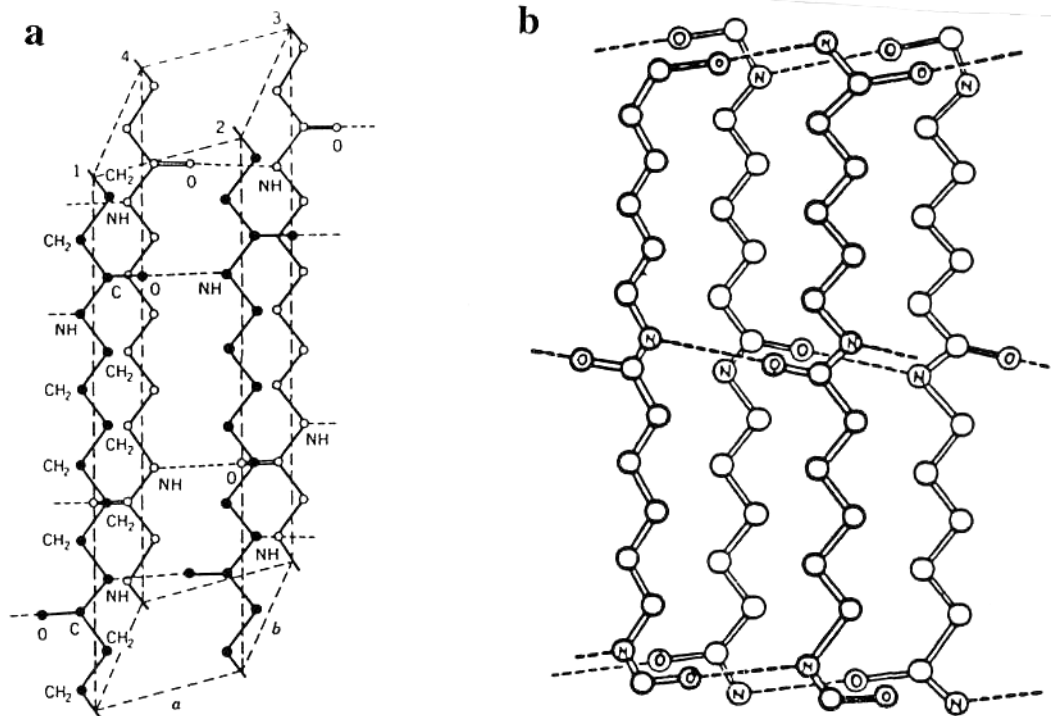 a
b
3
4
2
O
1 CH₂
O NH
NH
CH₂
C O NH
NH
CH₂
CH₂
CH₂ CH₂
NH
CH₂ NH O
CH₂ CH₂
CH₂ NH
NH
O C CH₂ b
CH₂
a
O N O
O O
N N
N N O O
O O N N
N O N
O O N
O N